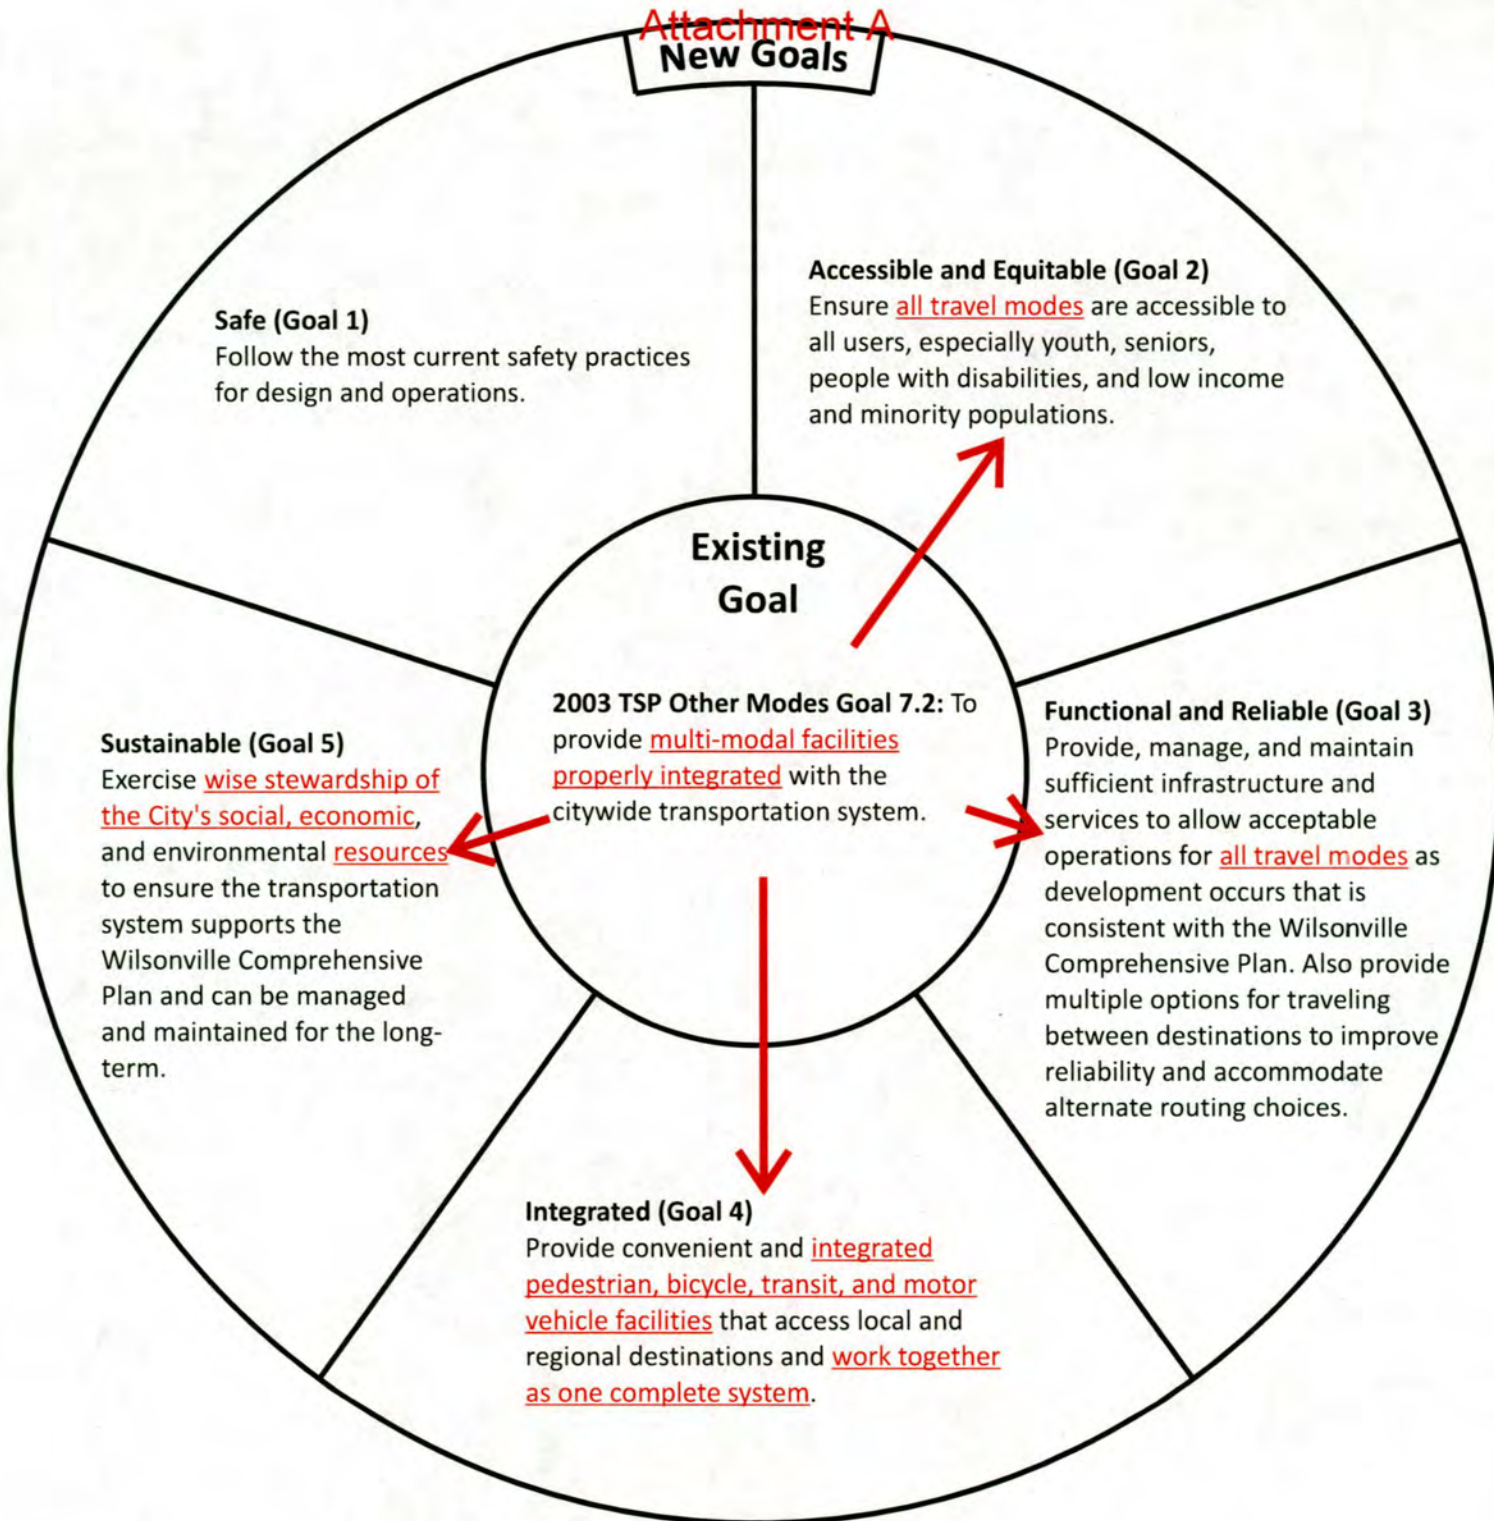 Attachment A
New Goals
Safe (Goal 1)
Follow the most current safety practices
for design and operations.
Accessible and Equitable (Goal 2)
Ensure all travel modes are accessible to
all users, especially youth, seniors,
people with disabilities, and low income
and minority populations.
Existing
Goal
2003 TSP Other Modes Goal 7.2: To
provide multi-modal facilities
properly integrated with the
citywide transportation system.
Functional and Reliable (Goal 3)
Provide, manage, and maintain
sufficient infrastructure and
services to allow acceptable
operations for all travel modes as
development occurs that is
consistent with the Wilsonville
Comprehensive Plan. Also provide
multiple options for traveling
between destinations to improve
reliability and accommodate
alternate routing choices.
Sustainable (Goal 5)
Exercise wise stewardship of
the City's social, economic,
and environmental resources
to ensure the transportation
system supports the
Wilsonville Comprehensive
Plan and can be managed
and maintained for the long-
term.
Integrated (Goal 4)
Provide convenient and integrated
pedestrian, bicycle, transit, and motor
vehicle facilities that access local and
regional destinations and work together
as one complete system.